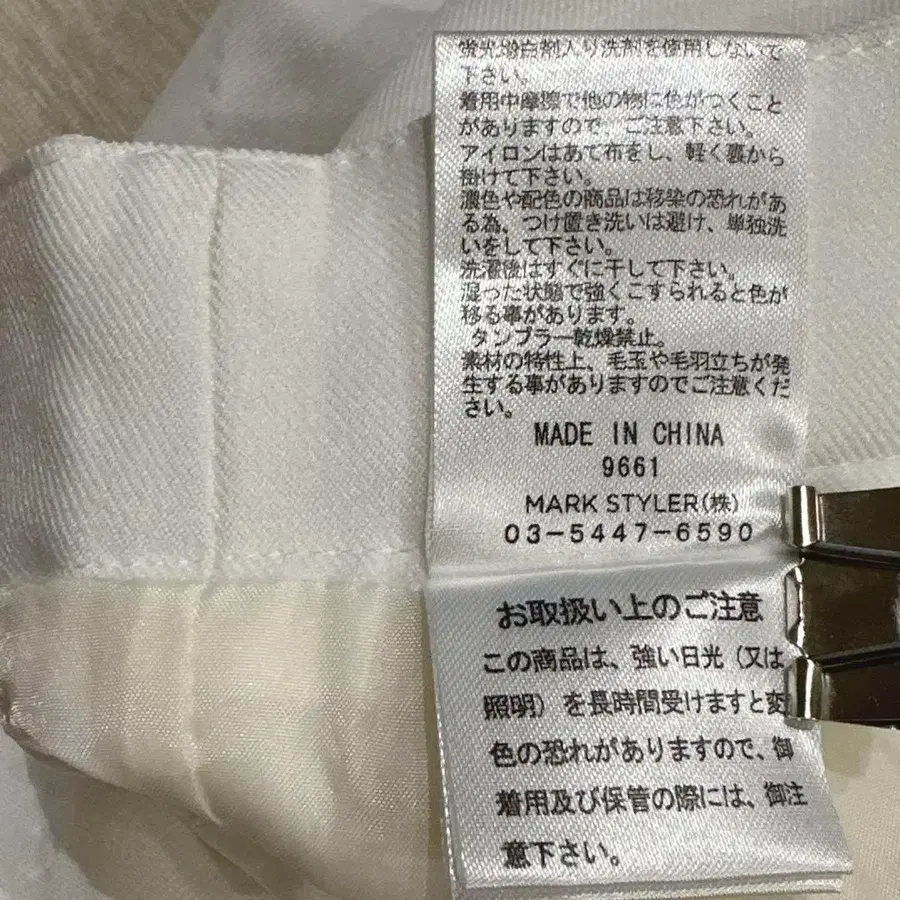 蛍光増白剤入り洗剤を使用しないで
下さい。
着用中摩擦で他の物に色がつくこと
がありますので、ご注意下さい。
アイロンはあて布をし、軽く裏から
掛けて下さい。
濃色や配色の商品は移染の恐れがあ
る為、つけ置き洗いは避け、単独洗
いをして下さい。
洗濯後はすぐに干して下さい。
湿った状態で強くこすられると色が
移る事があります。
タンブラー乾燥禁止。
素材の特性上、毛玉や毛羽立ちが発
生する事がありますのでご注意くだ
さい。
MADE IN CHINA
9661
MARK STYLER(株)
03-5447-6590
お取扱い上のご注意
この商品は、強い日光(又は
照明)を長時間受けますと変
色の恐れがありますので、御
着用及び保管の際には、御注
意下さい。